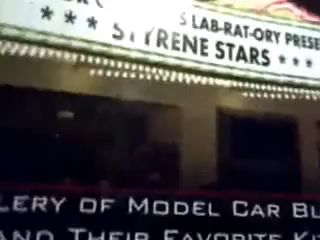 S LAB-RAT-ORY PRESE
* * * STYRENE STARS * * *
LERY OF MODEL CAR BU
AND THEIR FAVORITE KI